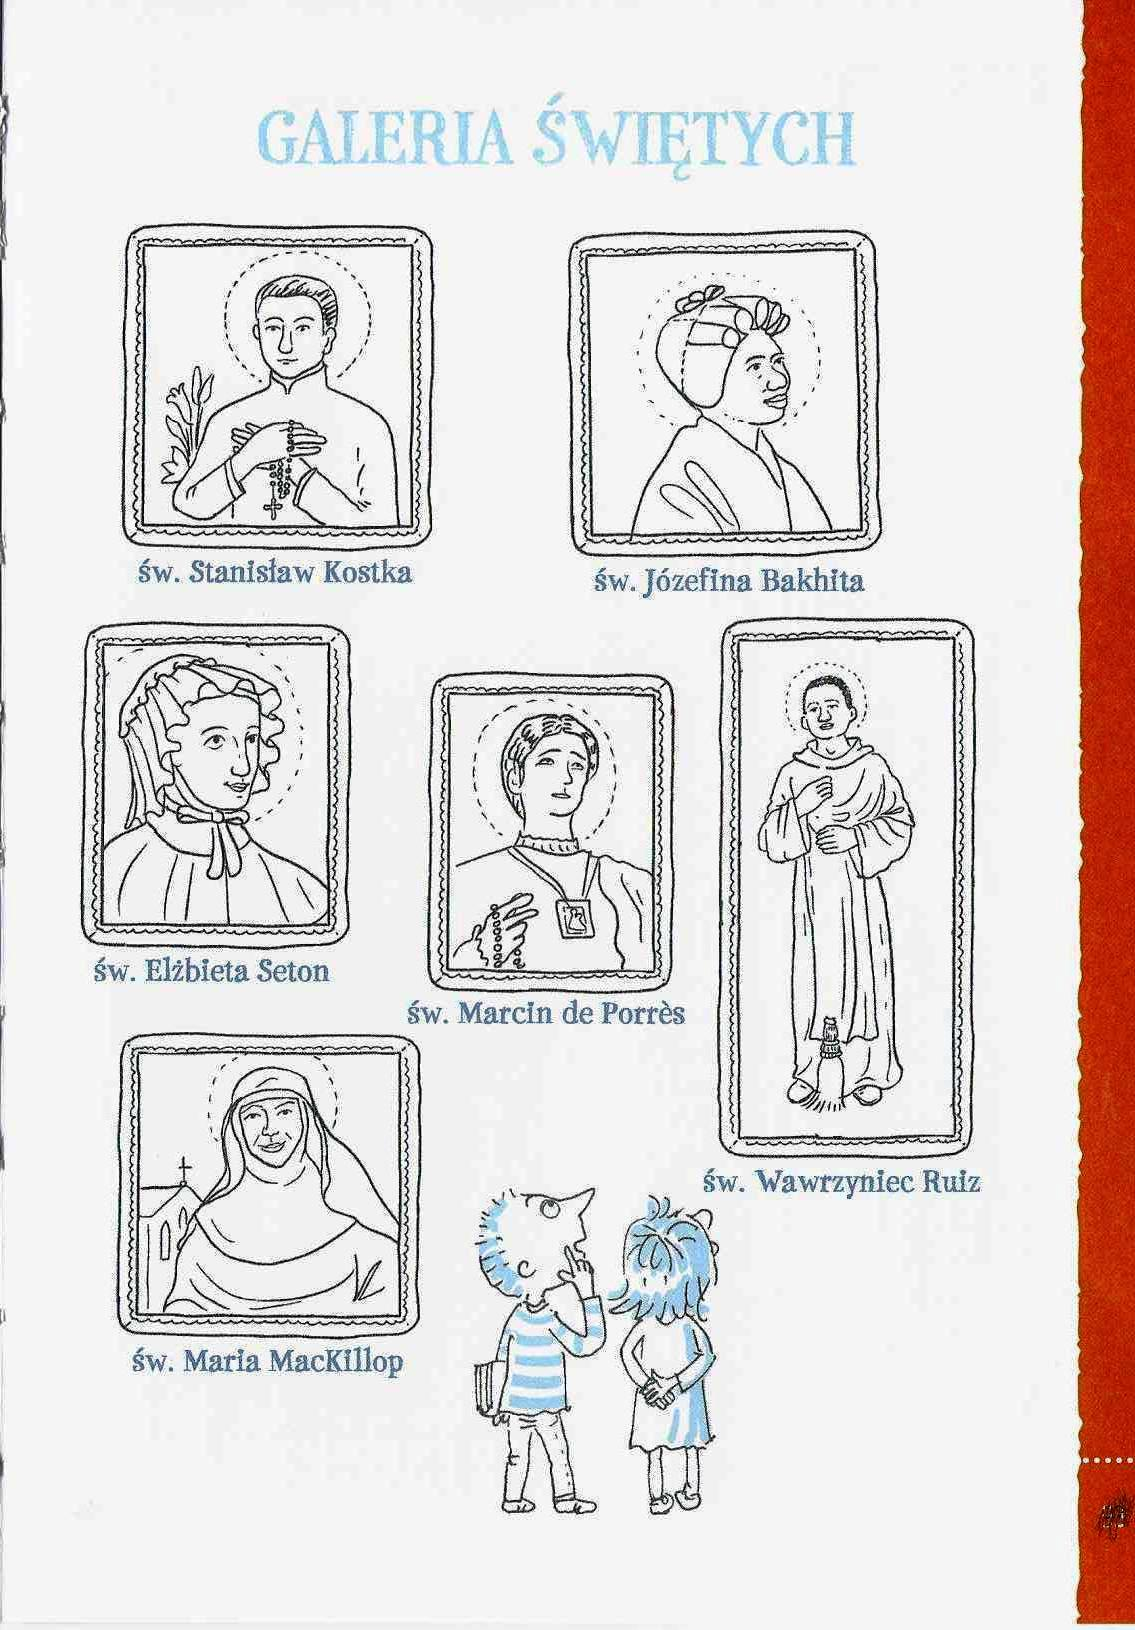 GALERIA ŚWIĘTYCH
św. Stanisław Kostka
św. Józefina Bakhita
św. Elżbieta Seton
św. Marcin de Porrès
św. Wawrzyniec Ruiz
św. Maria MacKillop